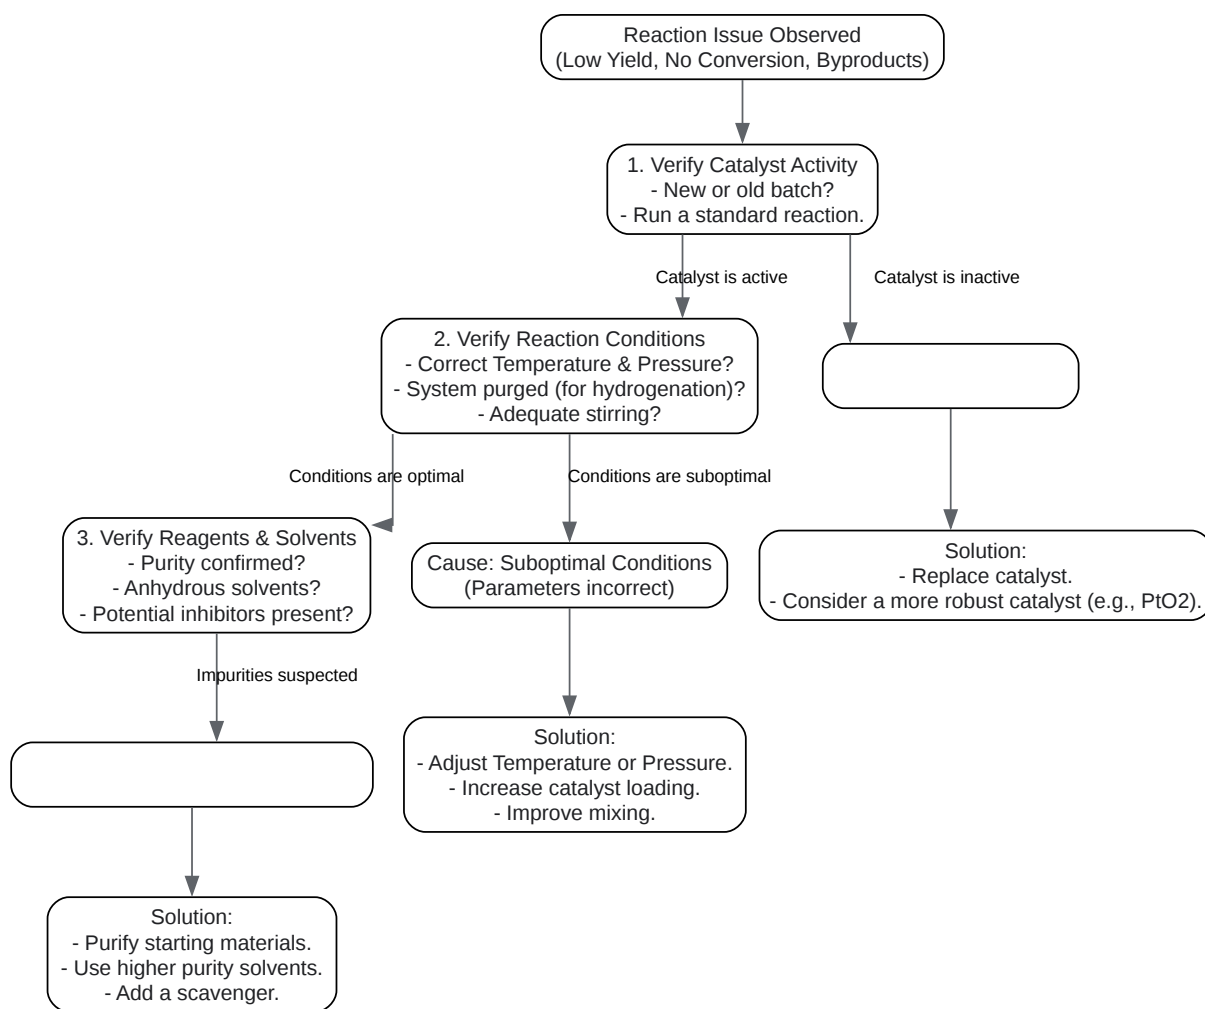 Reaction Issue Observed
(Low Yield, No Conversion, Byproducts)
1. Verify Catalyst Activity
- New or old batch?
- Run a standard reaction.
Catalyst is active
Catalyst is inactive
2. Verify Reaction Conditions
- Correct Temperature & Pressure?
- System purged (for hydrogenation)?
- Adequate stirring?
Conditions are optimal
Conditions are suboptimal
3. Verify Reagents & Solvents
- Purity confirmed?
- Anhydrous solvents?
- Potential inhibitors present?
Cause: Suboptimal Conditions
(Parameters incorrect)
Solution:
- Replace catalyst.
- Consider a more robust catalyst (e.g., PtO2).
Impurities suspected
Solution:
- Adjust Temperature or Pressure.
- Increase catalyst loading.
- Improve mixing.
Solution:
- Purify starting materials.
- Use higher purity solvents.
- Add a scavenger.